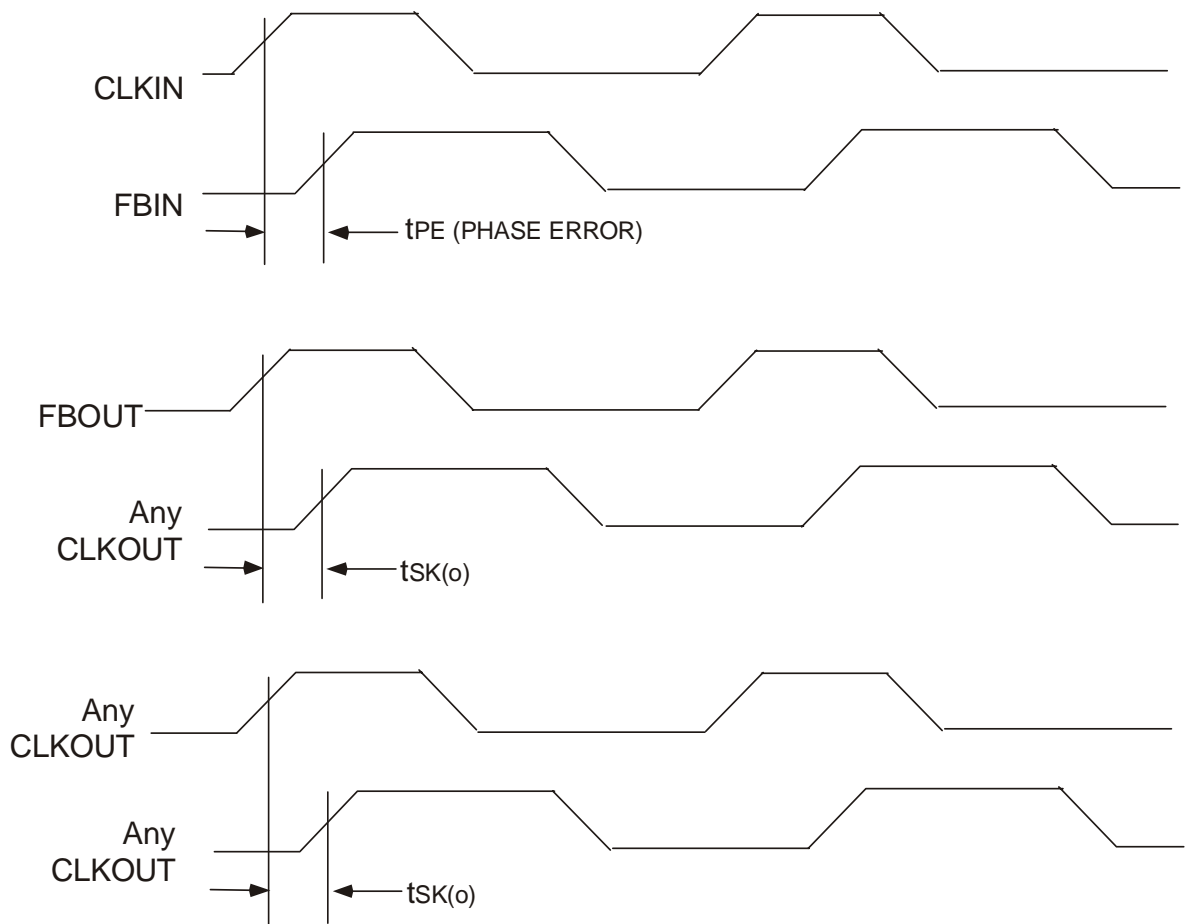 CLKIN
FBIN
tPE (PHASE ERROR)
FBOUT
Any
CLKOUT
tSK(o)
Any
CLKOUT
Any
CLKOUT
tSK(o)